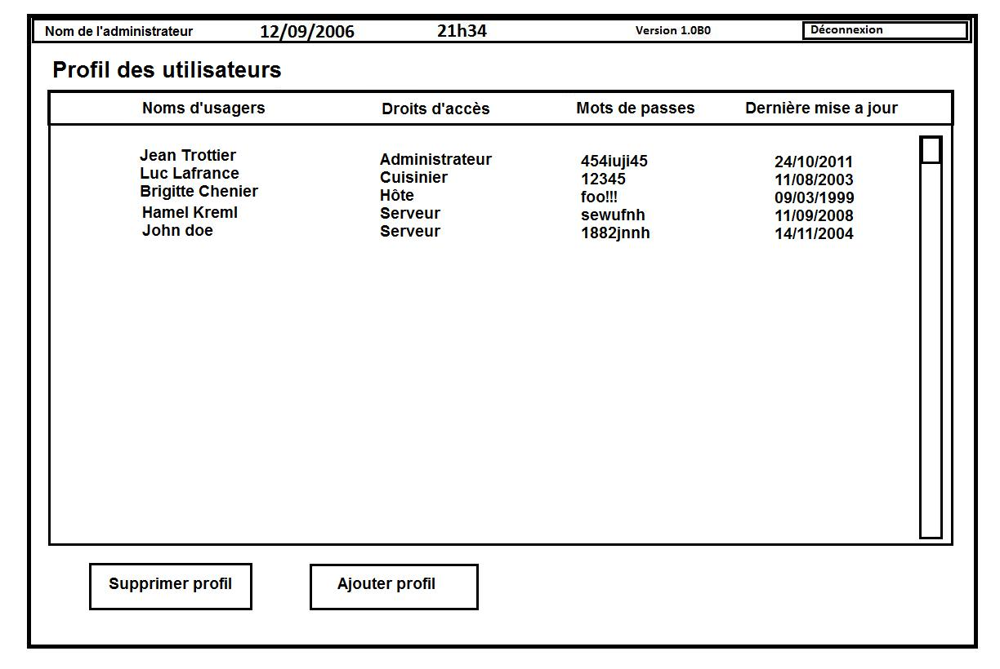 Nom de l'administrateur 12/09/2006 21h34 Version 1.0B0 Déconnexion
Profil des utilisateurs
Noms d'usagers Droits d'accès Mots de passes Dernière mise a jour
Jean Trottier Administrateur 454iuji45 24/10/2011
Luc Lafrance Cuisinier 12345 11/08/2003
Brigitte Chenier Hôte foo!!! 09/03/1999
Hamel Kreml Serveur sewufnh 11/09/2008
John doe Serveur 1882jnnh 14/11/2004
Supprimer profil Ajouter profil